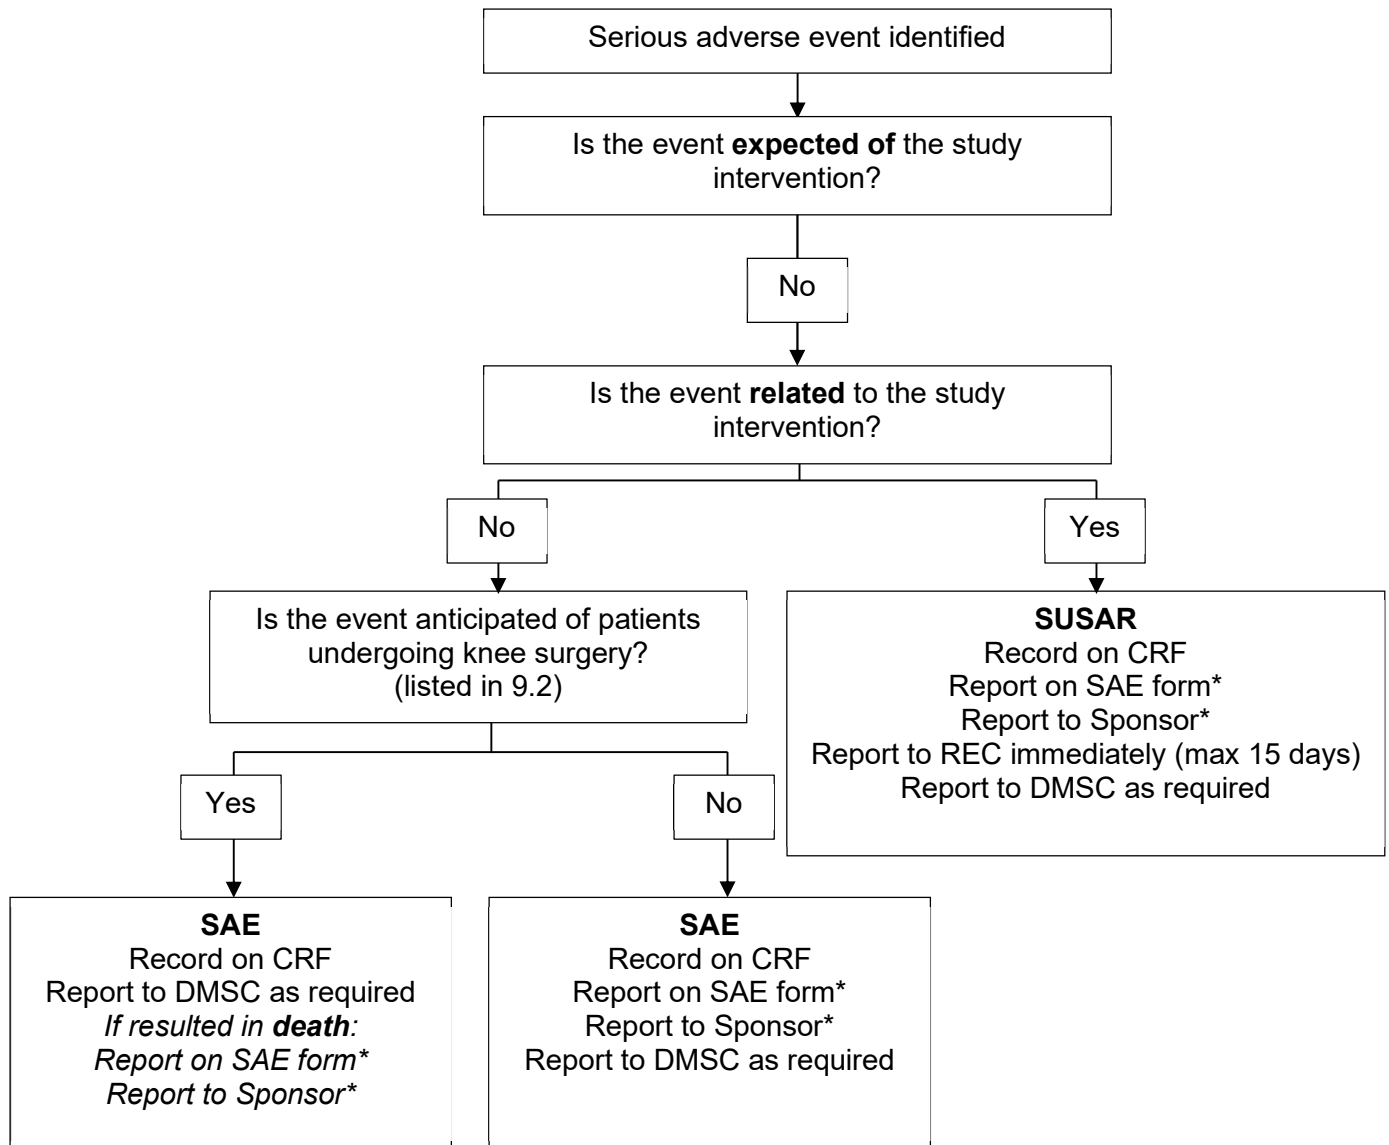 Serious adverse event identified
Is the event expected of the study
intervention?
No
Is the event related to the study
intervention?
No
Yes
Is the event anticipated of patients
undergoing knee surgery?
(listed in 9.2)
SUSAR
Record on CRF
Report on SAE form*
Report to Sponsor*
Report to REC immediately (max 15 days)
Report to DMSC as required
Yes
No
SAE
Record on CRF
Report to DMSC as required
If resulted in death:
Report on SAE form*
Report to Sponsor*
SAE
Record on CRF
Report on SAE form*
Report to Sponsor*
Report to DMSC as required